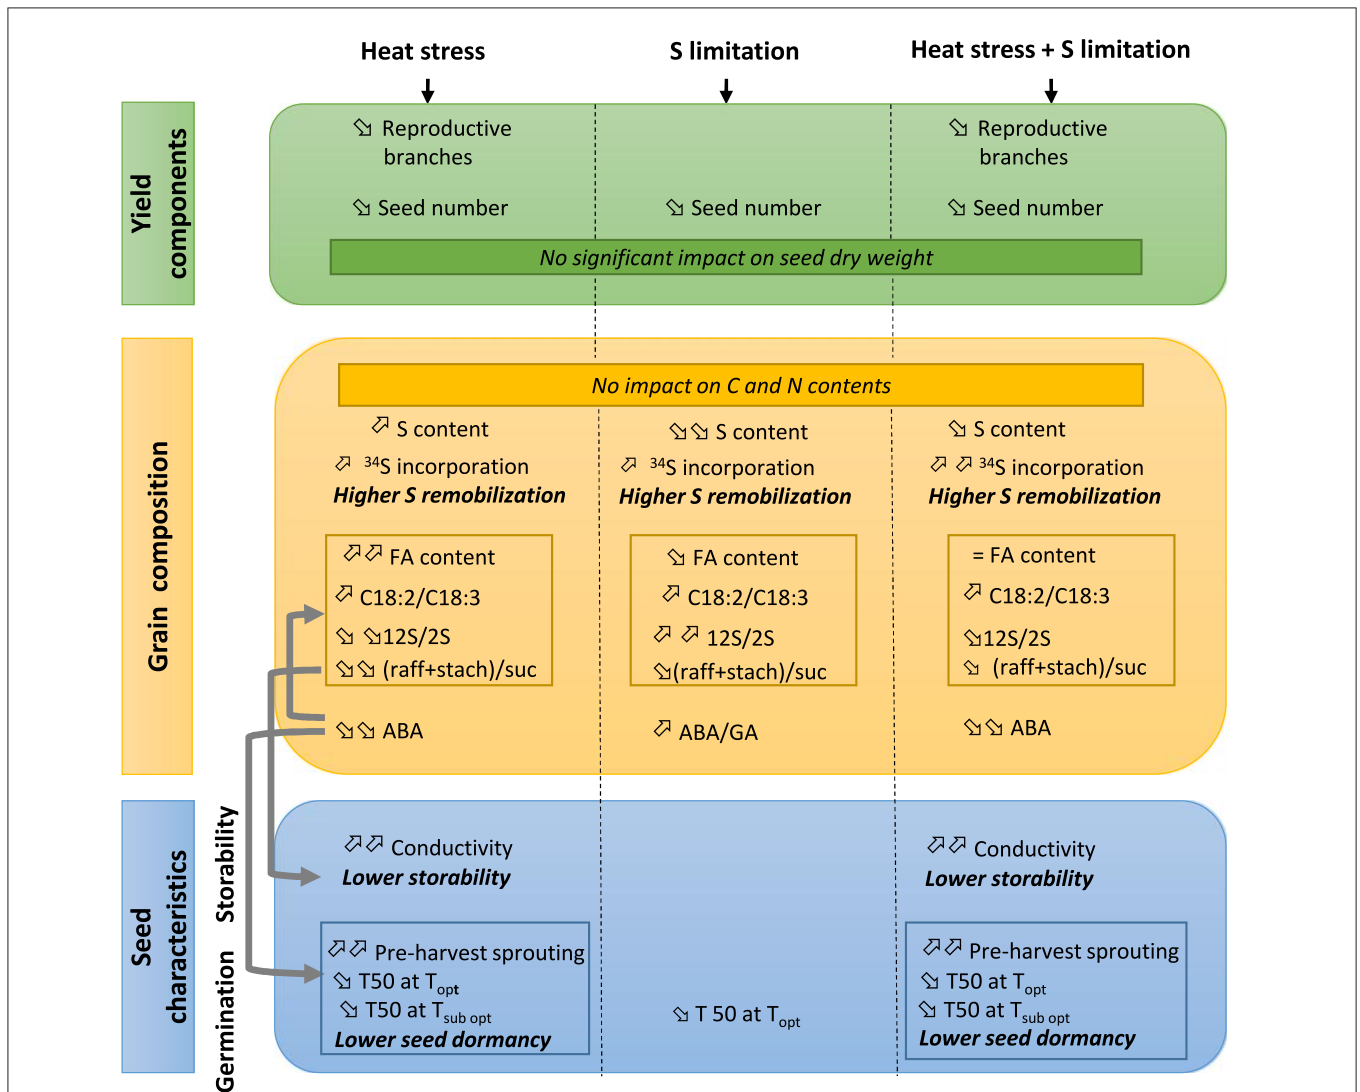 Heat stress
S limitation
Heat stress + S limitation
Yield
components
↘ Reproductive
branches
↘ Reproductive
branches
↘ Seed number
↘ Seed number
↘ Seed number
No significant impact on seed dry weight
Grain composition
No impact on C and N contents
↗ S content
↘↘ S content
↘ S content
↗ ³⁴S incorporation
Higher S remobilization
↗ ³⁴S incorporation
Higher S remobilization
↗ ↗ ³⁴S incorporation
Higher S remobilization
↗↗ FA content
↗ C18:2/C18:3
↘ ↘12S/2S
↘↘ (raff+stach)/suc
↘ FA content
↗ C18:2/C18:3
↗ ↗ 12S/2S
↘(raff+stach)/suc
= FA content
↗ C18:2/C18:3
↘12S/2S
↘ (raff+stach)/suc
↘↘ ABA
↗ ABA/GA
↘↘ ABA
Seed
characteristics
Germination Storability
↗↗ Conductivity
Lower storability
↗↗ Conductivity
Lower storability
↗↗ Pre-harvest sprouting
↘ T50 at Topt
↘ T50 at Tsub opt
Lower seed dormancy
↘ T 50 at Topt
↗↗ Pre-harvest sprouting
↘ T50 at Topt
↘ T50 at Tsub opt
Lower seed dormancy